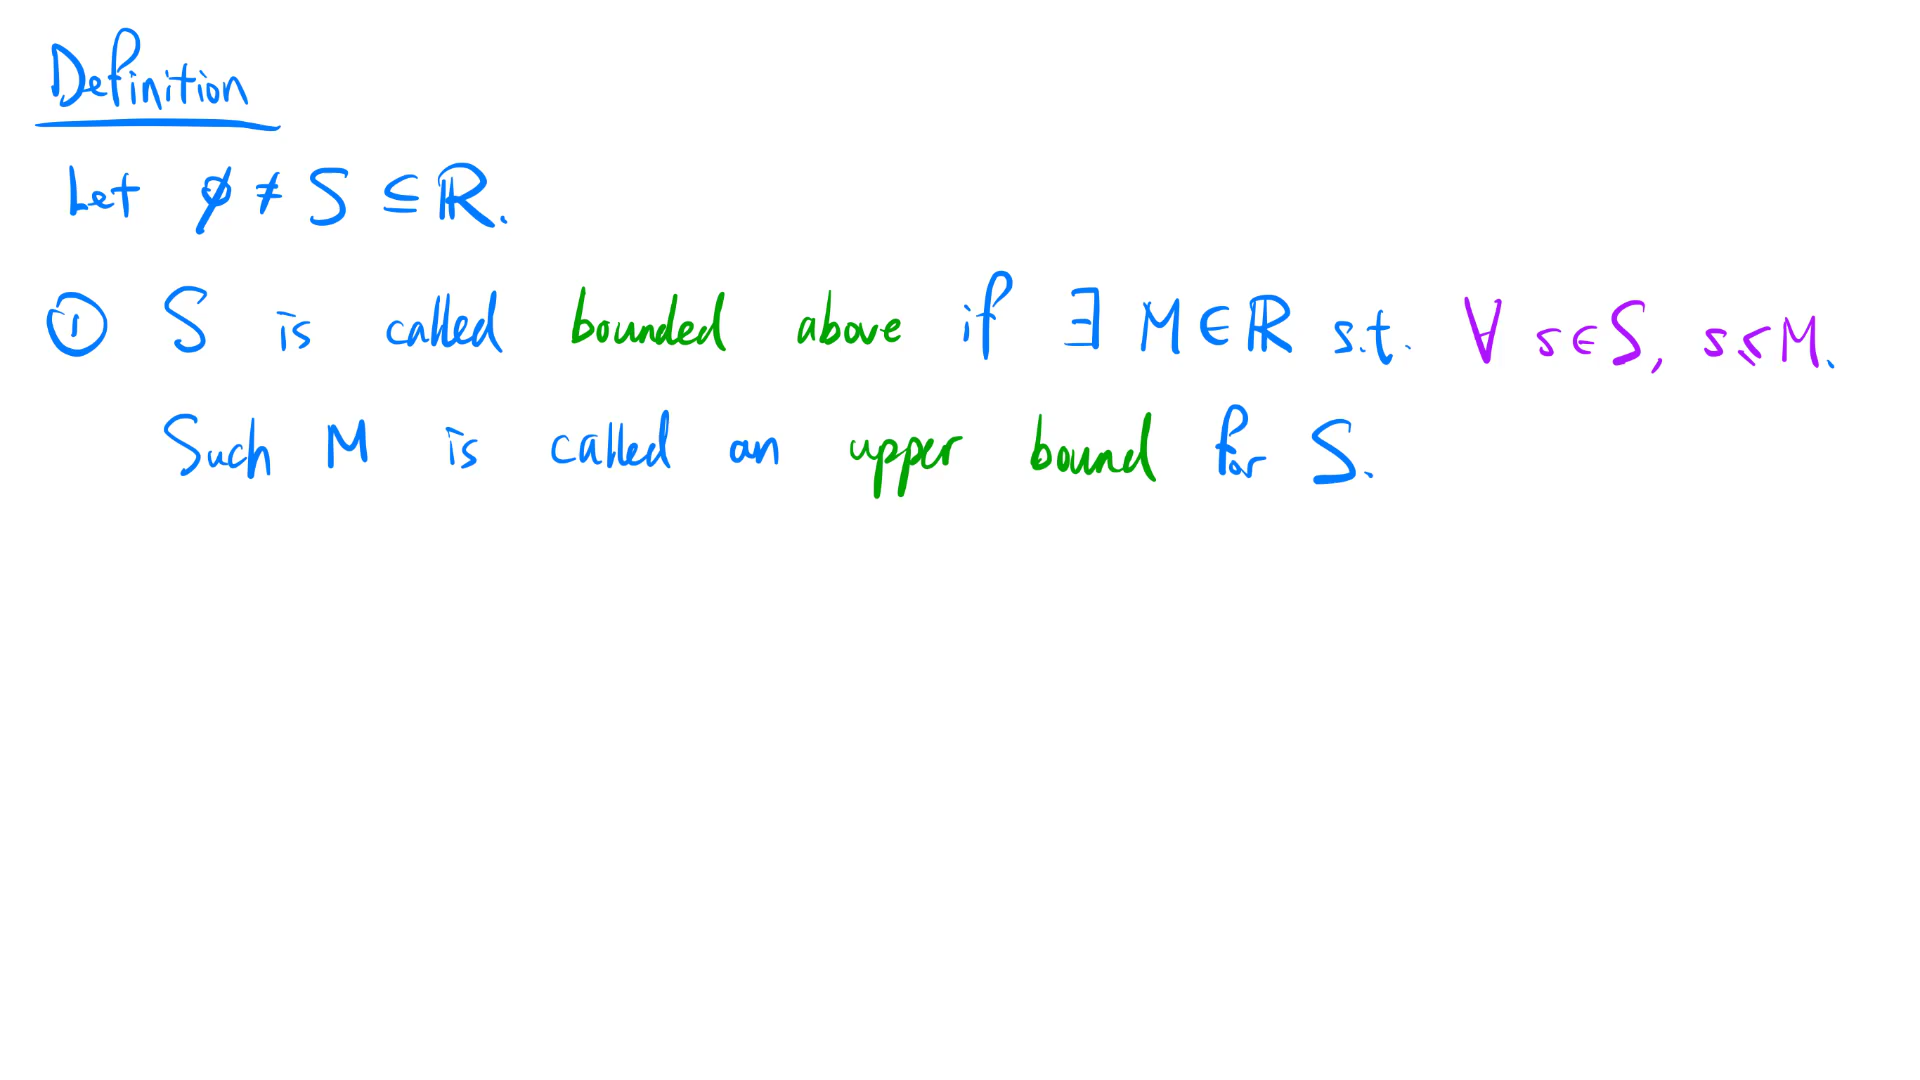 Definition
Let ∅ ≠ S ⊆ ℝ.
① S is called bounded above if ∃ M∈ℝ s.t. ∀ s∈S, s≤M.
Such M is called an upper bound for S.